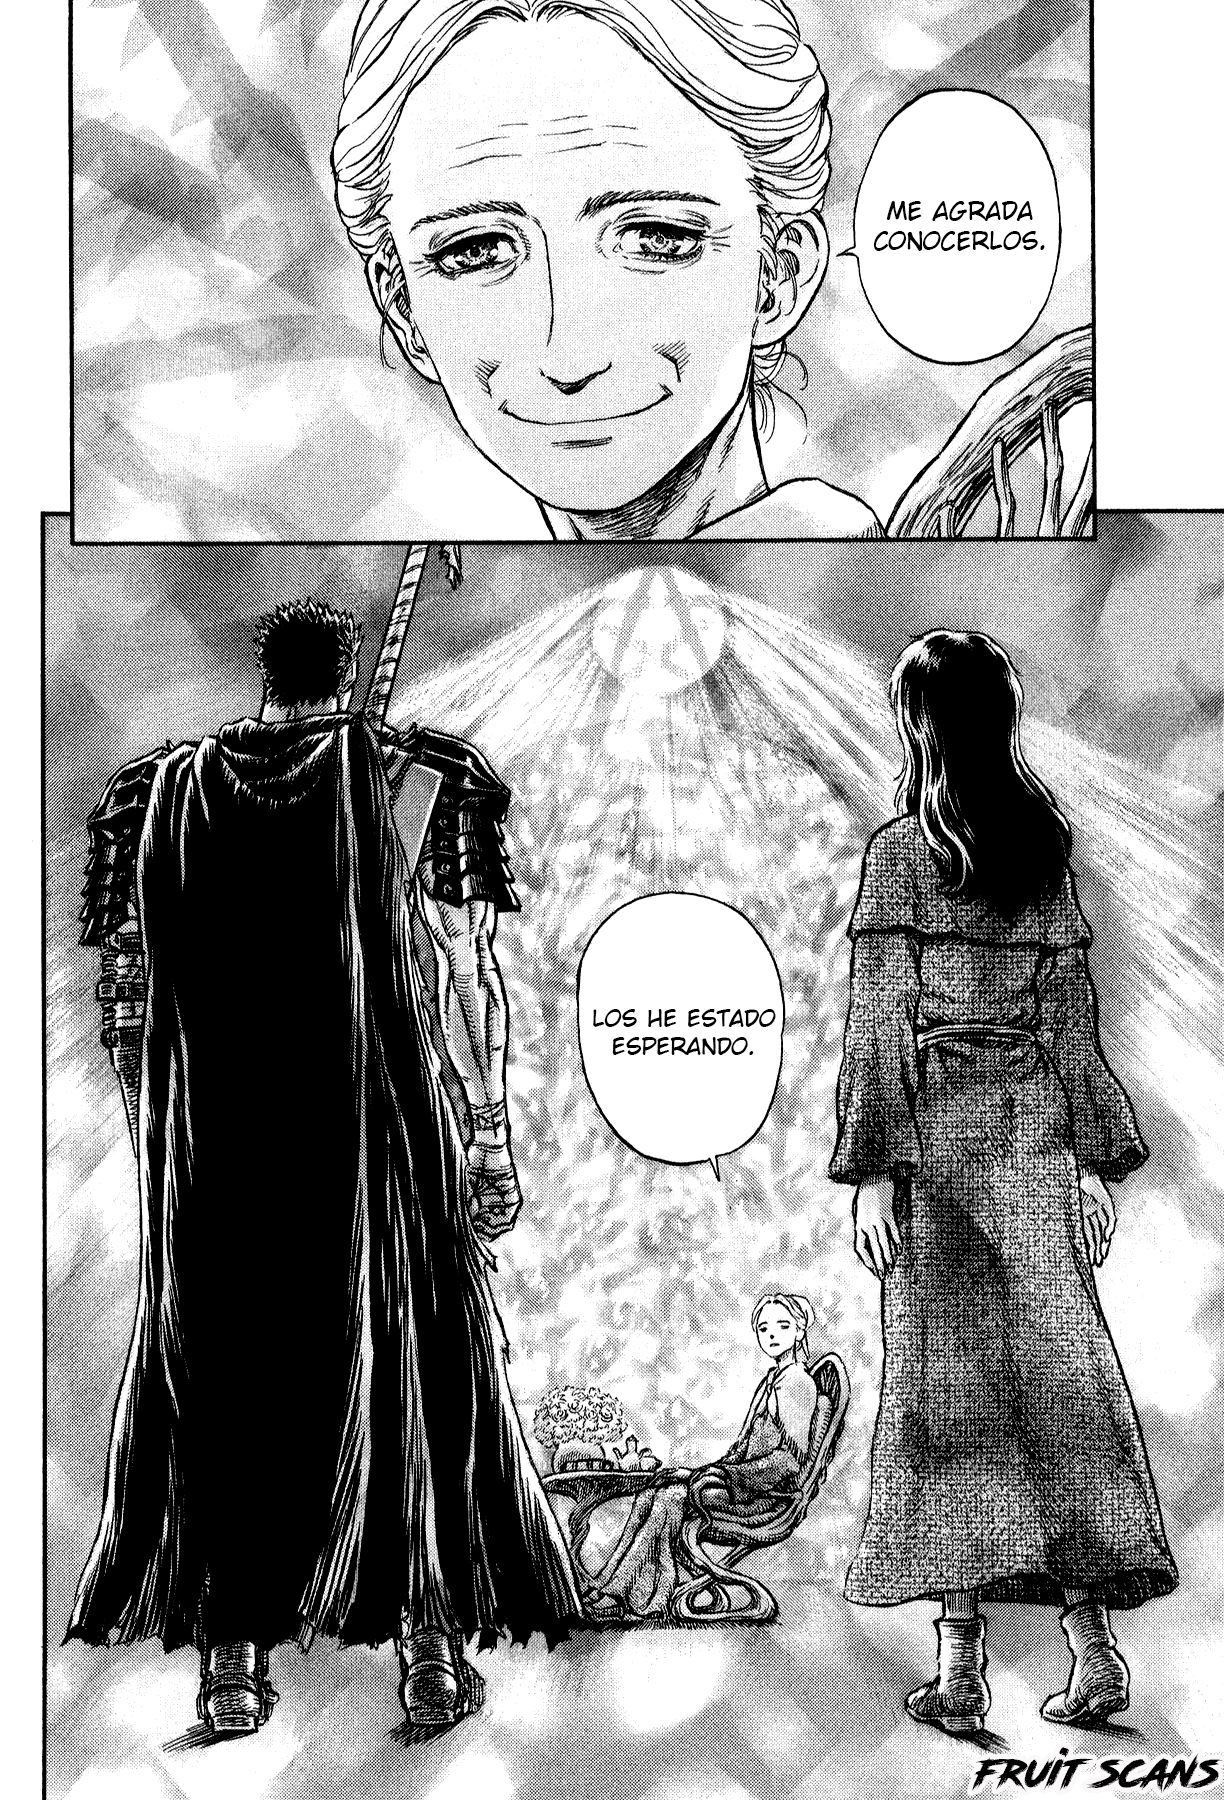 ME AGRADA
CONOCERLOS.
LOS HE ESTADO
ESPERANDO.
FRUIT SCANS